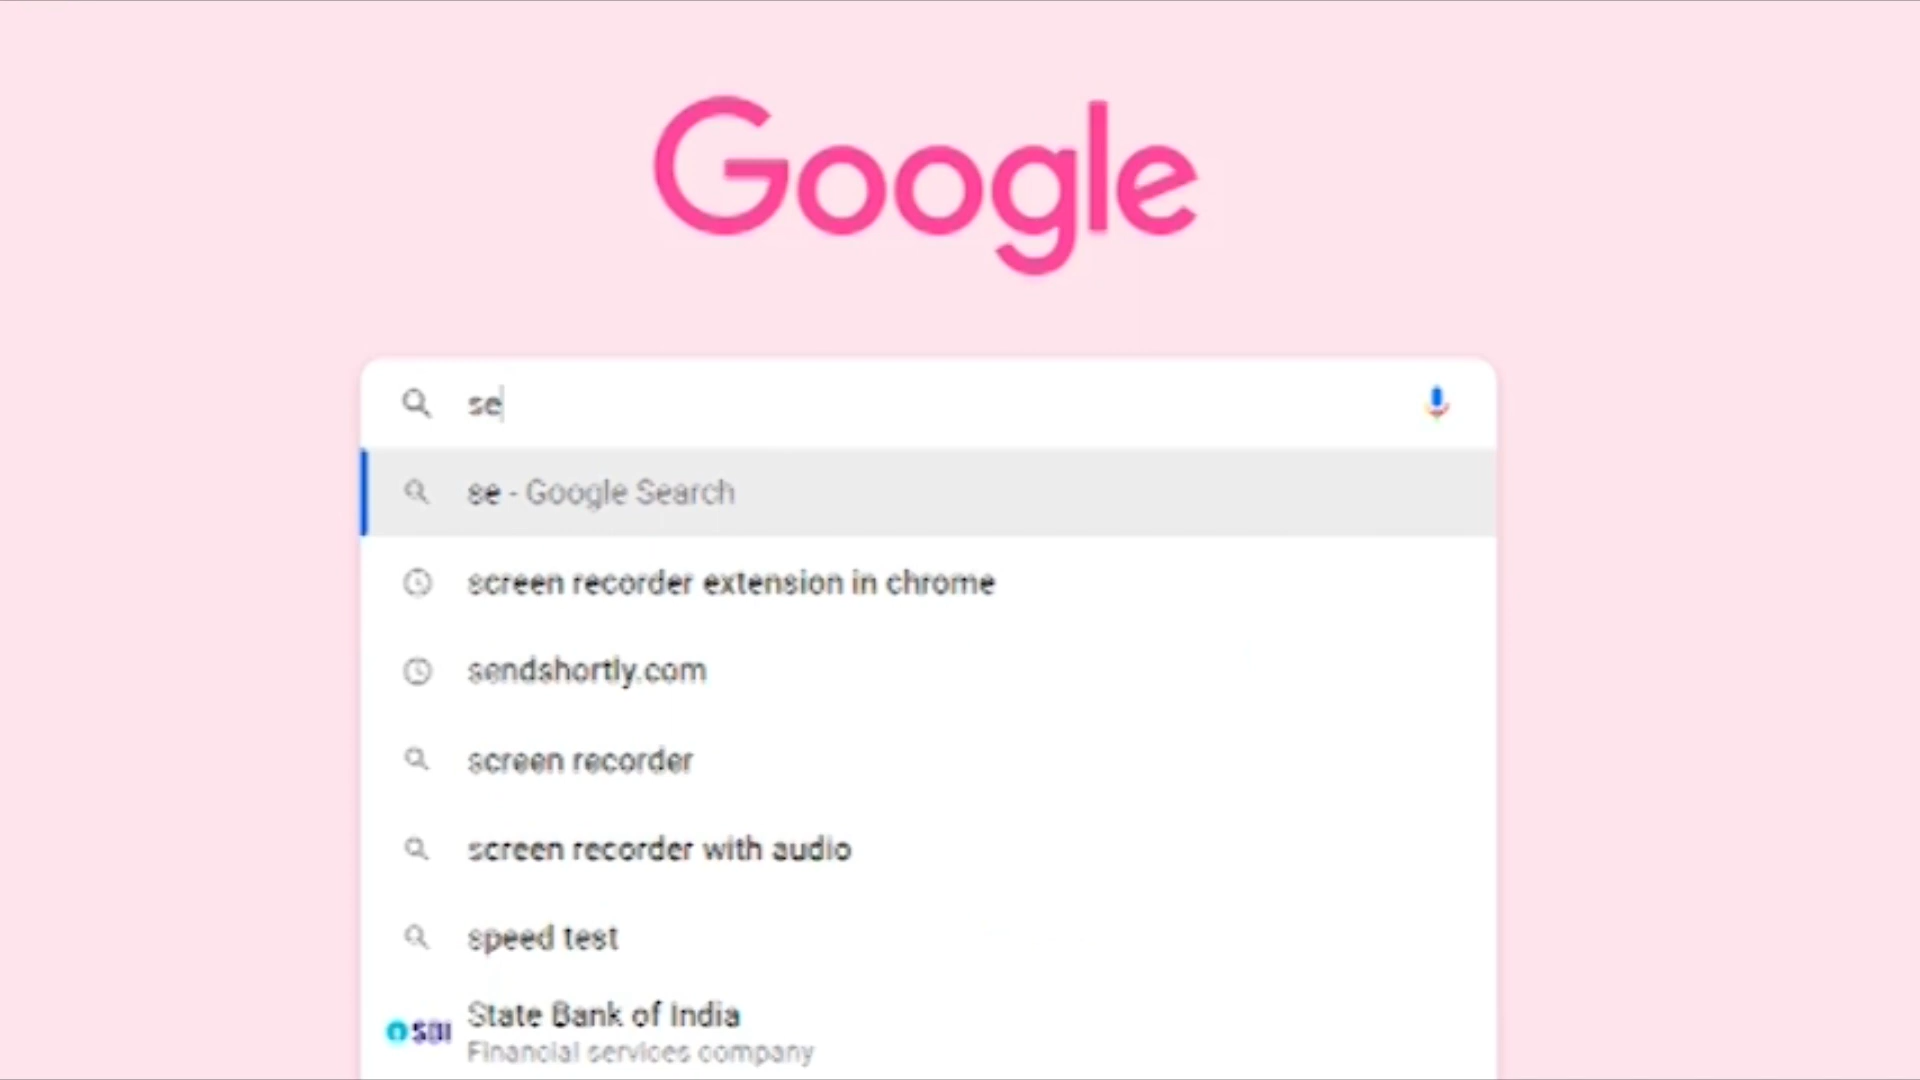 Google
se
se - Google Search
screen recorder extension in chrome
sendshortly.com
screen recorder
screen recorder with audio
speed test
SBI
State Bank of India
Financial services company